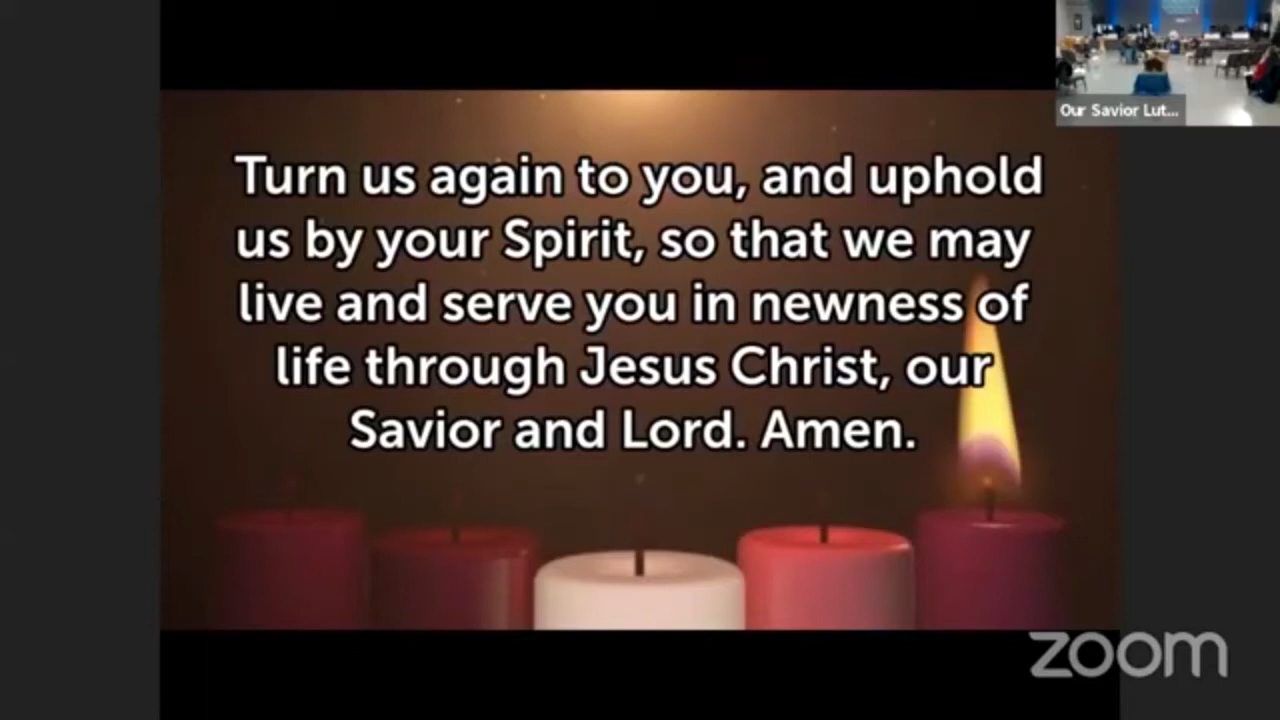 Our Savior Lut...
Turn us again to you, and uphold
us by your Spirit, so that we may
live and serve you in newness of
life through Jesus Christ, our
Savior and Lord. Amen.
zoom